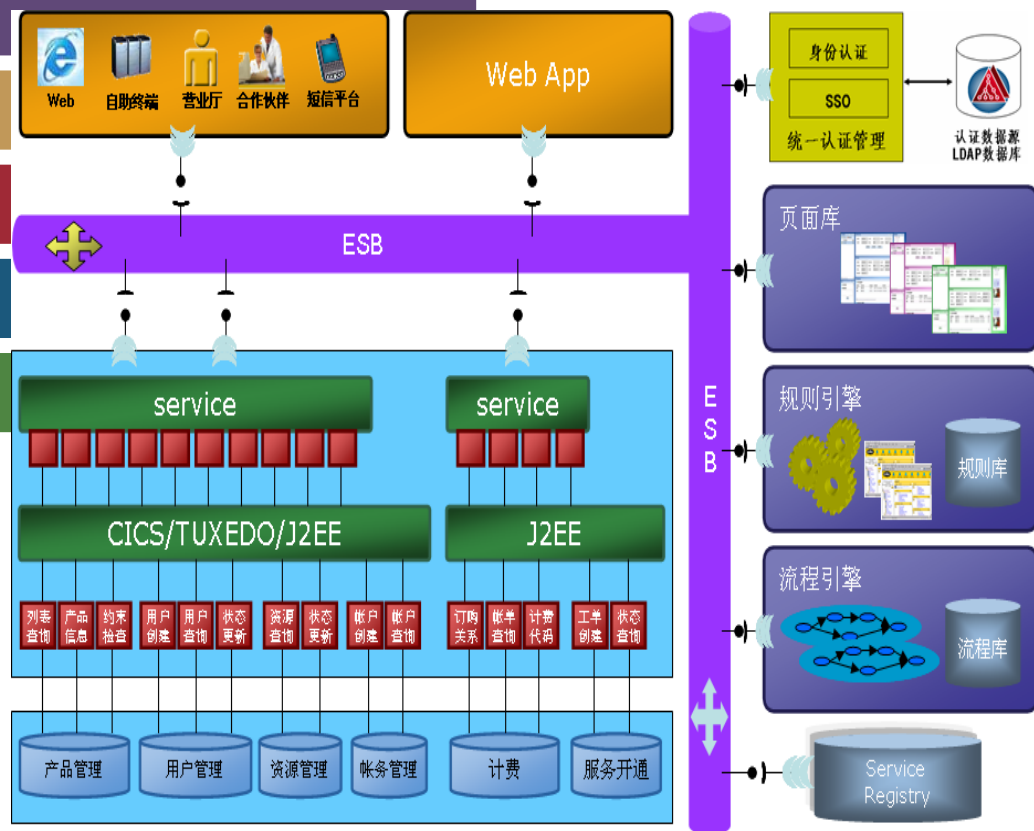 Web
自助终端
营业厅
合作伙伴
短信平台
Web App
身份认证
SSO
统一认证管理
认证数据源
LDAP数据库
ESB
页面库
service
service
ESB
规则引擎
规则库
CICS/TUXEDO/J2EE
J2EE
流程引擎
流程库
列表
查询
产品
信息
约束
检查
用户
创建
用户
查询
状态
更新
资源
查询
状态
更新
帐户
创建
帐户
查询
订购
关系
帐单
查询
计费
代码
工单
创建
状态
查询
产品管理
用户管理
资源管理
帐务管理
计费
服务开通
Service
Registry